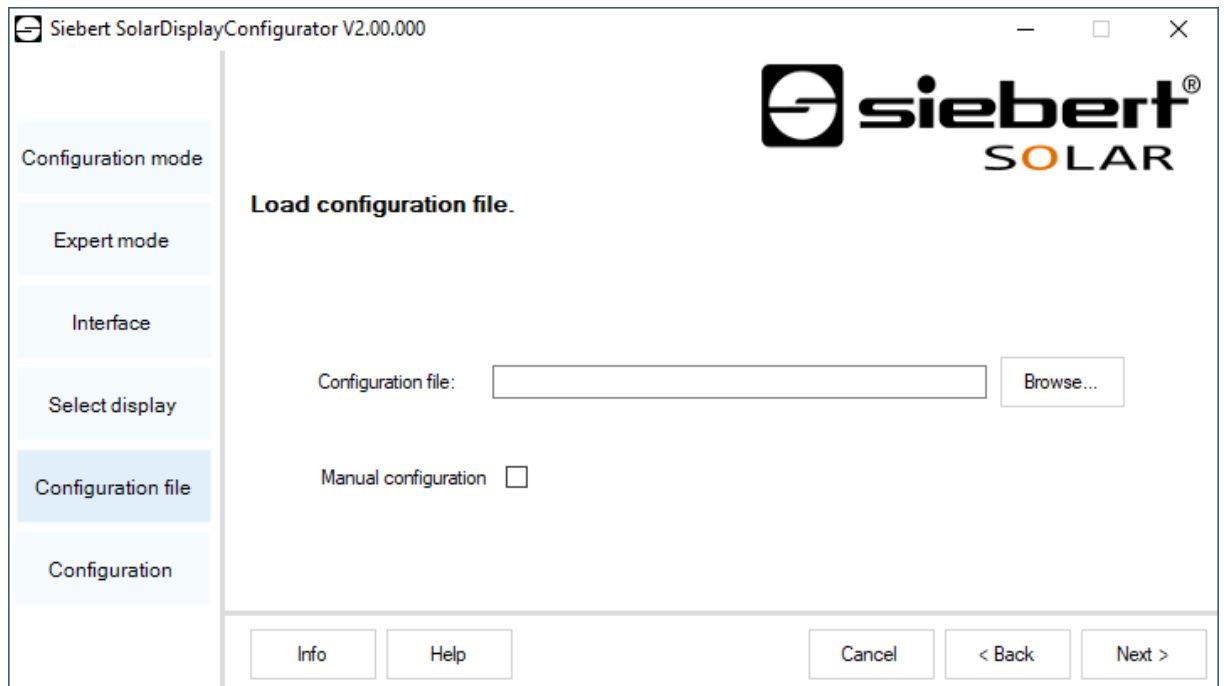 Siebert SolarDisplayConfigurator V2.00.000
siebert®
SOLAR
Configuration mode
Expert mode
Interface
Select display
Configuration file
Configuration
Load configuration file.
Configuration file:
Browse...
Manual configuration
Info
Help
Cancel
< Back
Next >